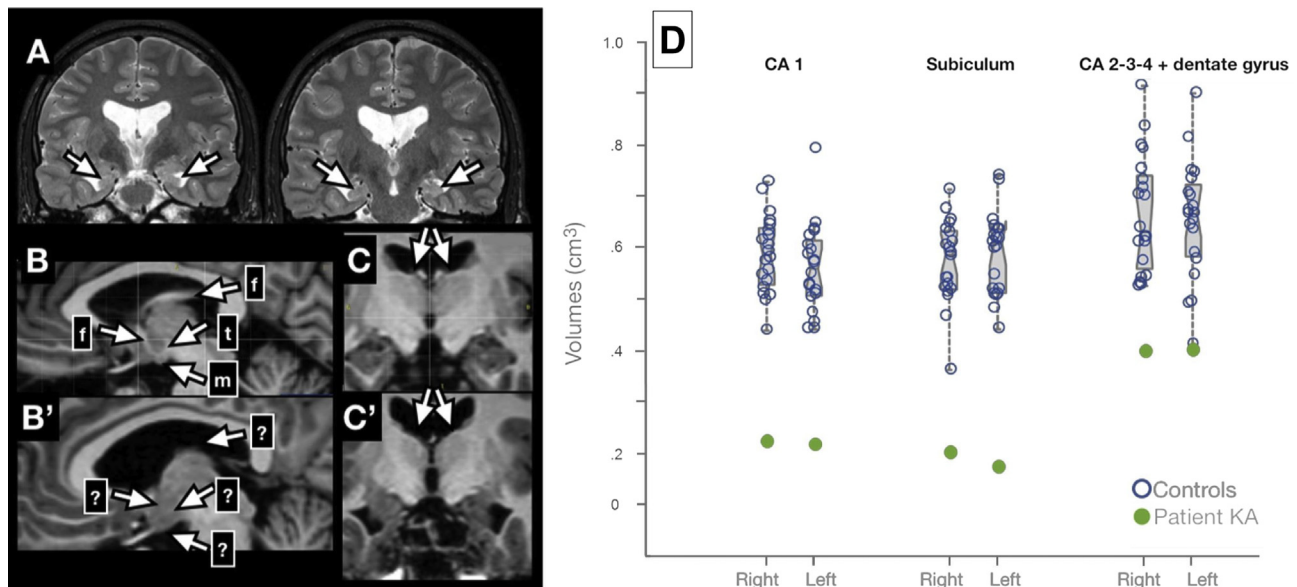 A
B
f
f
t
m
C
B'
?
?
?
?
C'
D
CA 1
Subiculum
CA 2-3-4 + dentate gyrus
Volumes (cm³)
1.0
.8
.6
.4
.2
0
Controls
Patient KA
Right Left Right Left Right Left